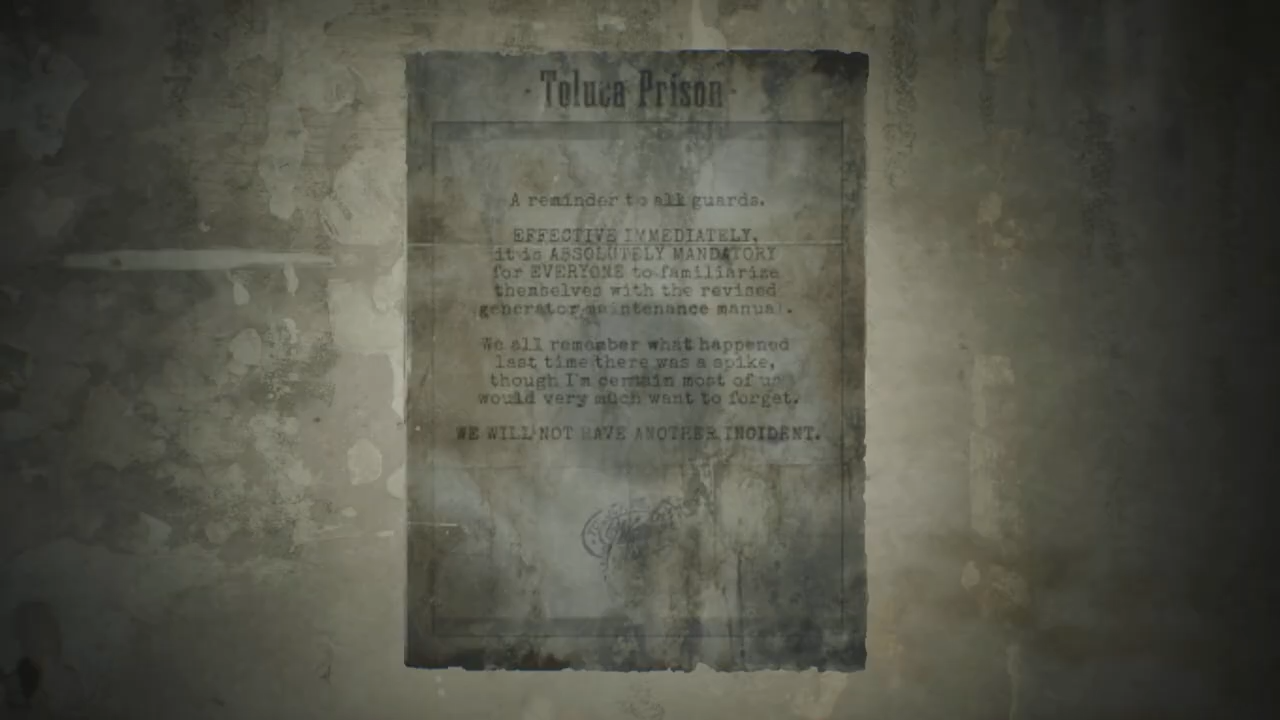 Toluca Prison
A reminder to all guards.
EFFECTIVE IMMEDIATELY,
it is ABSOLUTELY MANDATORY
for EVERYONE to familiarize
themselves with the revised
generator maintenance manual.
We all remember what happened
last time there was a spike,
though I'm certain most of us
would very much want to forget.
WE WILL NOT HAVE ANOTHER INCIDENT.